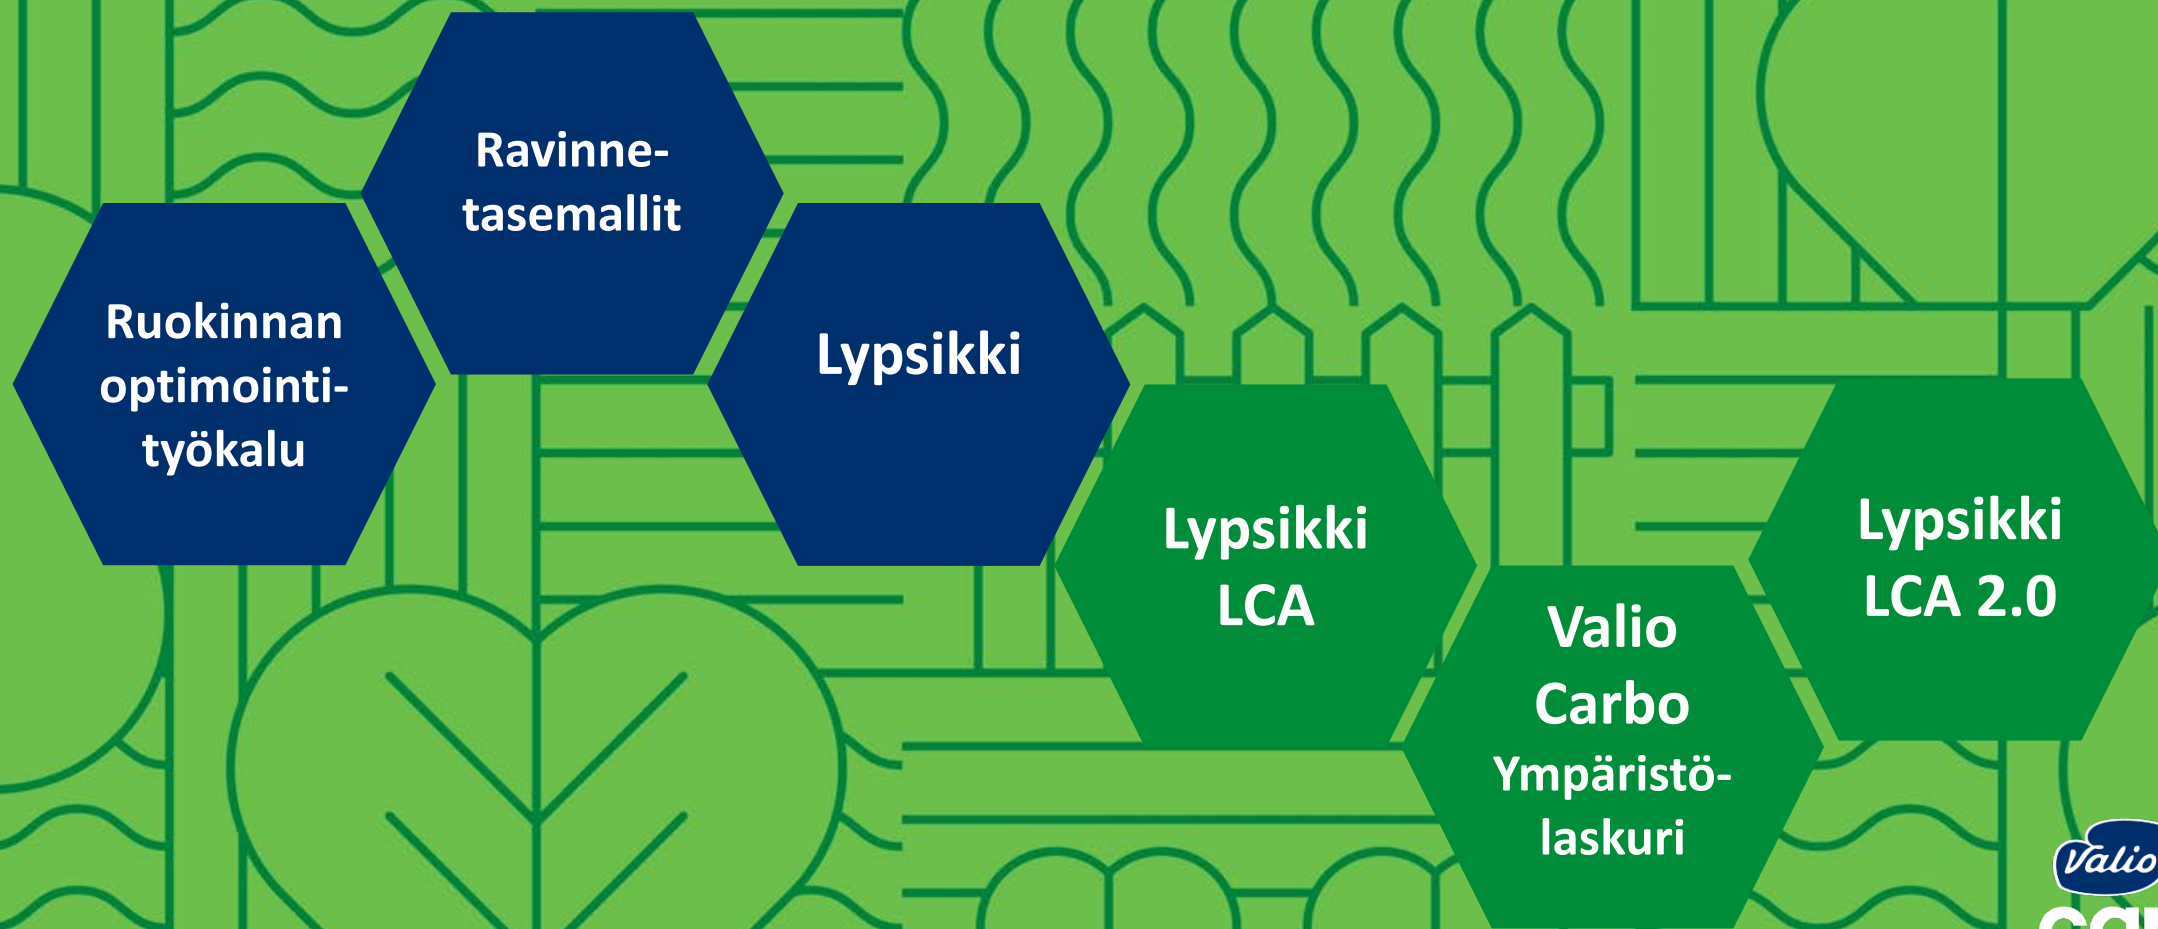 Ruokinnan
optimointi-
työkalu
Ravinne-
tasemallit
Lypsikki
Lypsikki
LCA
Valio
Carbo
Ympäristö-
laskuri
Lypsikki
LCA 2.0
Valio